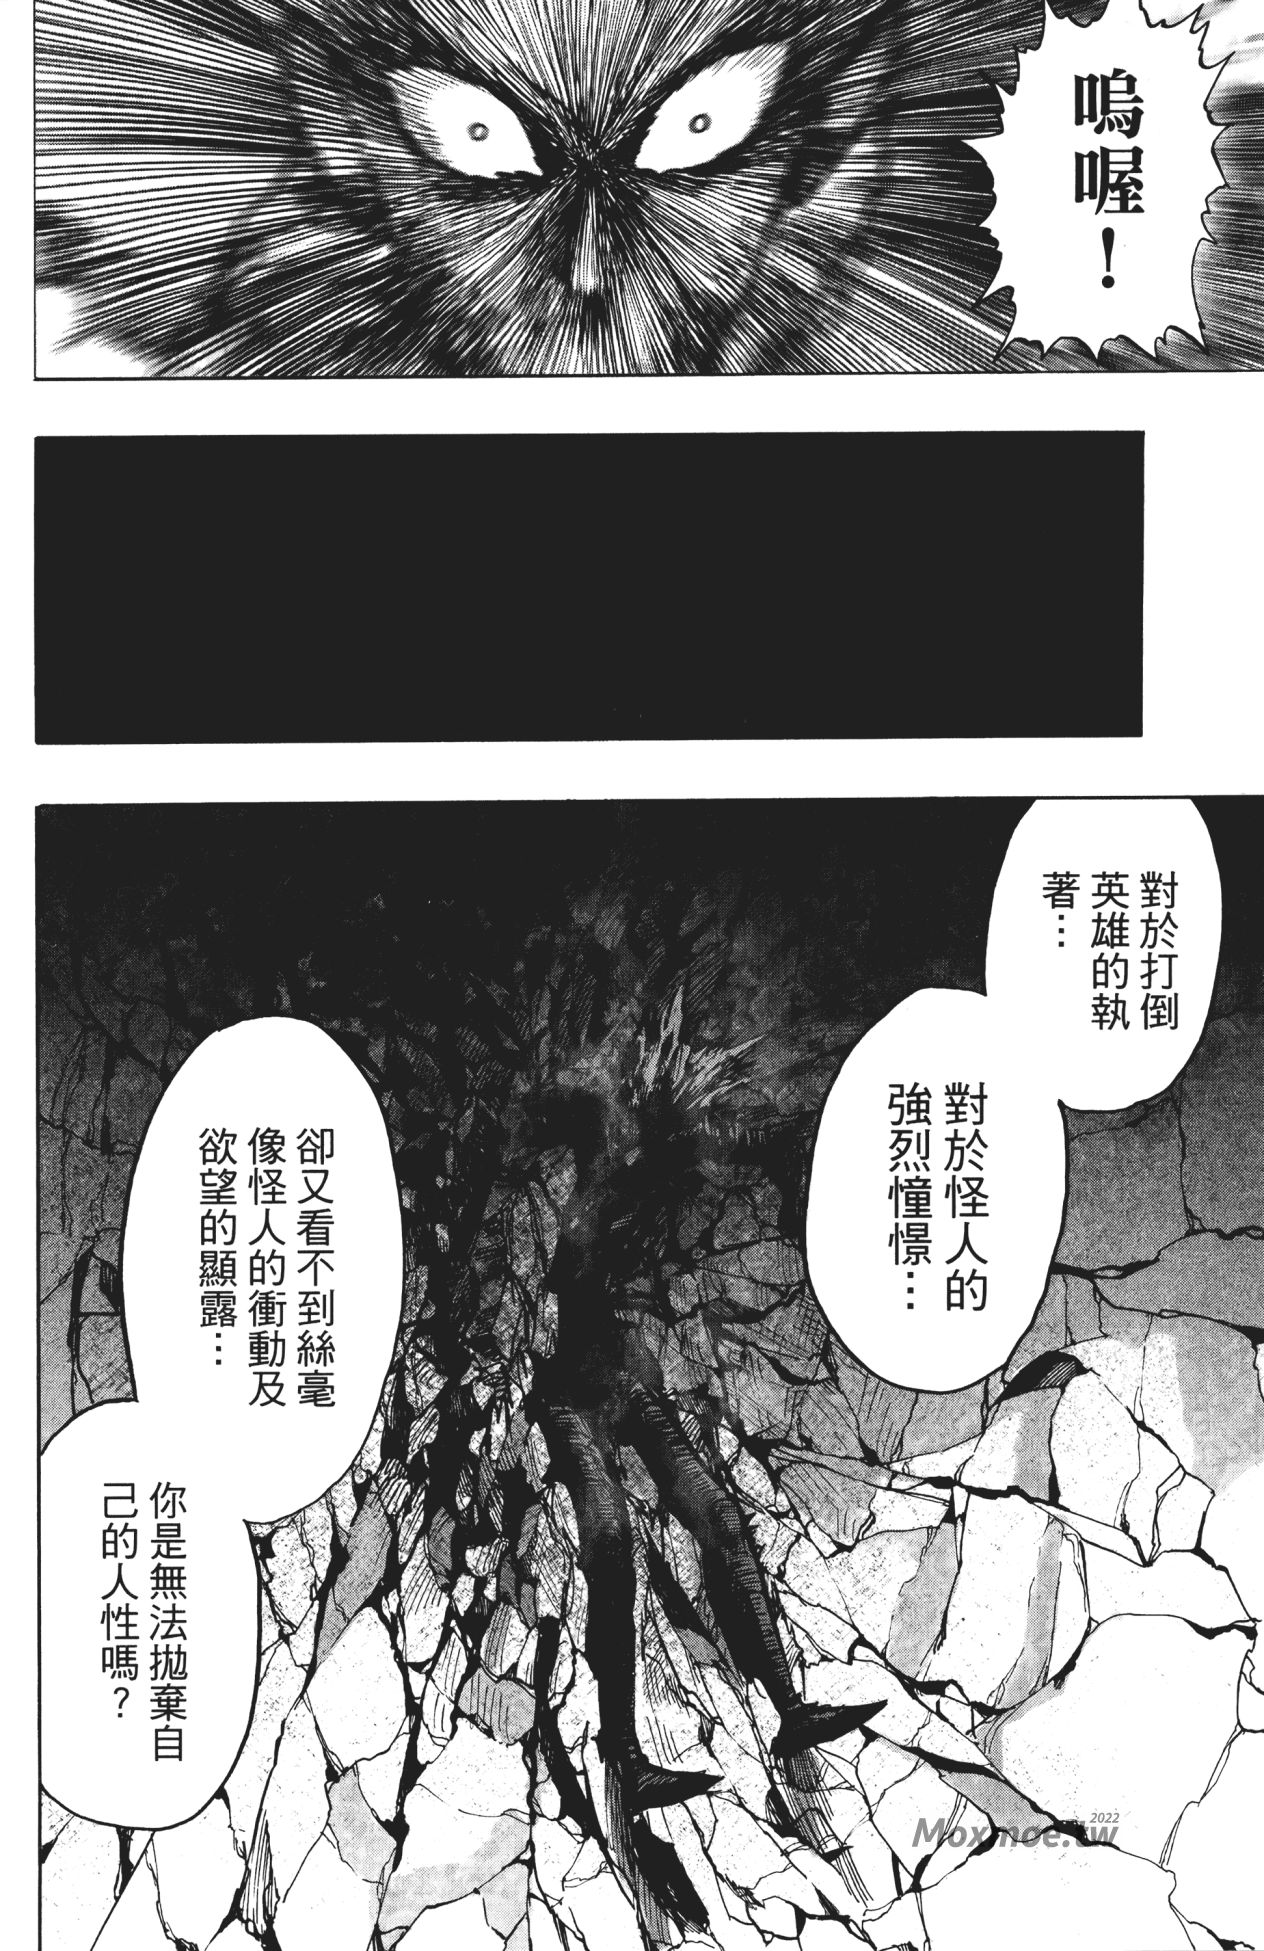 嗚喔！
對於打倒
英雄的執
著…
對於怪人的
強烈憧憬…
卻又看不到絲毫
像怪人的衝動及
欲望的顯露…
你是無法拋棄自
己的人性嗎？
2022
Moxmoe.tw